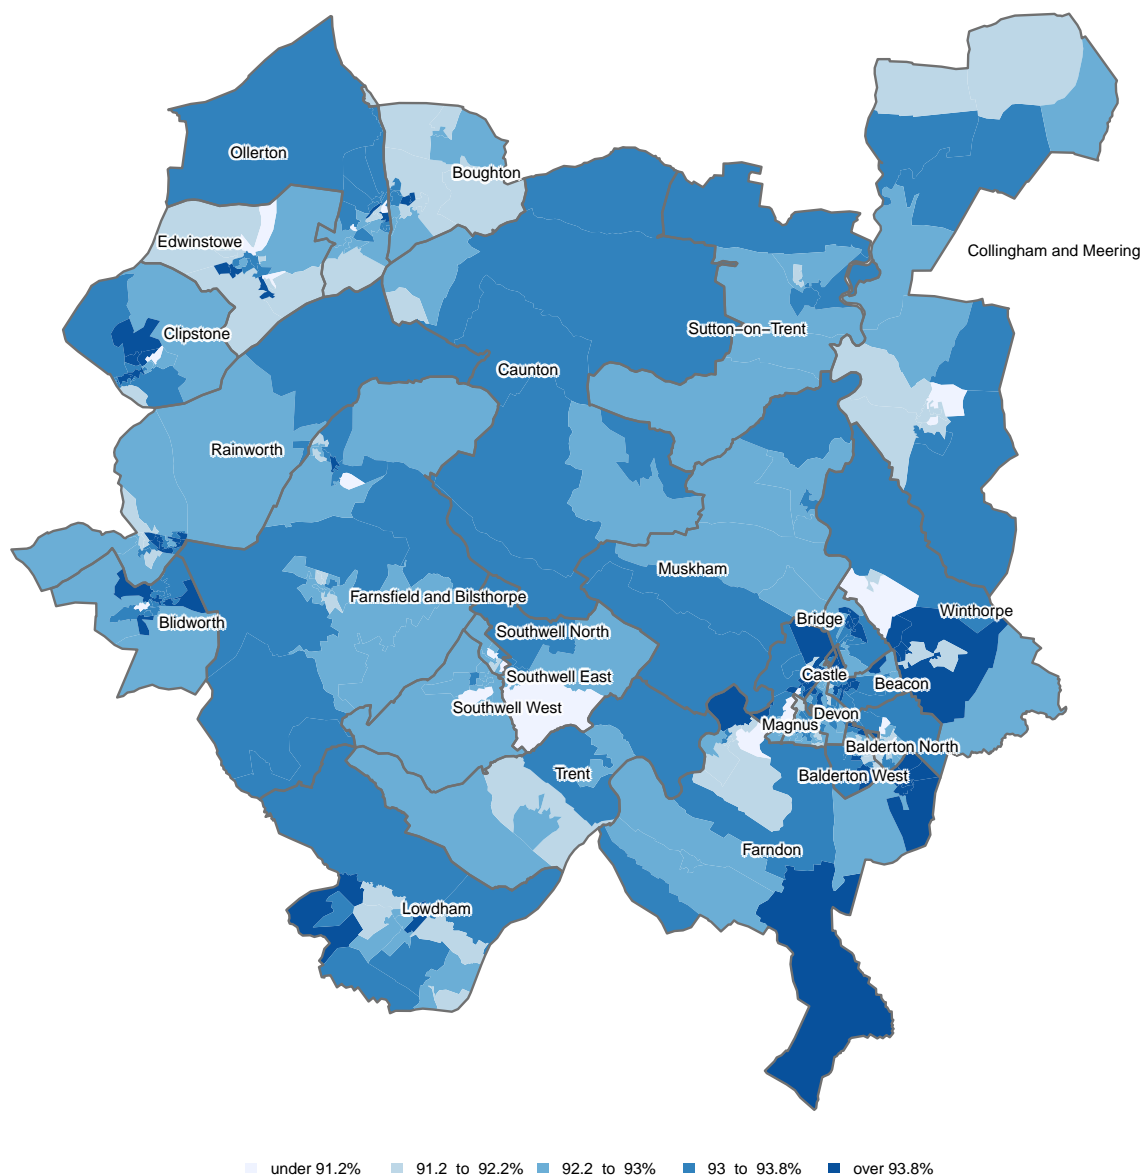 Ollerton
Boughton
Edwinstowe
Collingham and Meering
Clipstone
Sutton−on−Trent
Caunton
Rainworth
Muskham
Farnsfield and Bilsthorpe
Winthorpe
Bridge
Blidworth
Southwell North
Castle
Southwell East
Beacon
Southwell West
Devon
Magnus
Balderton North
Trent
Balderton West
Farndon
Lowdham
under 91.2% 91.2 to 92.2% 92.2 to 93% 93 to 93.8% over 93.8%